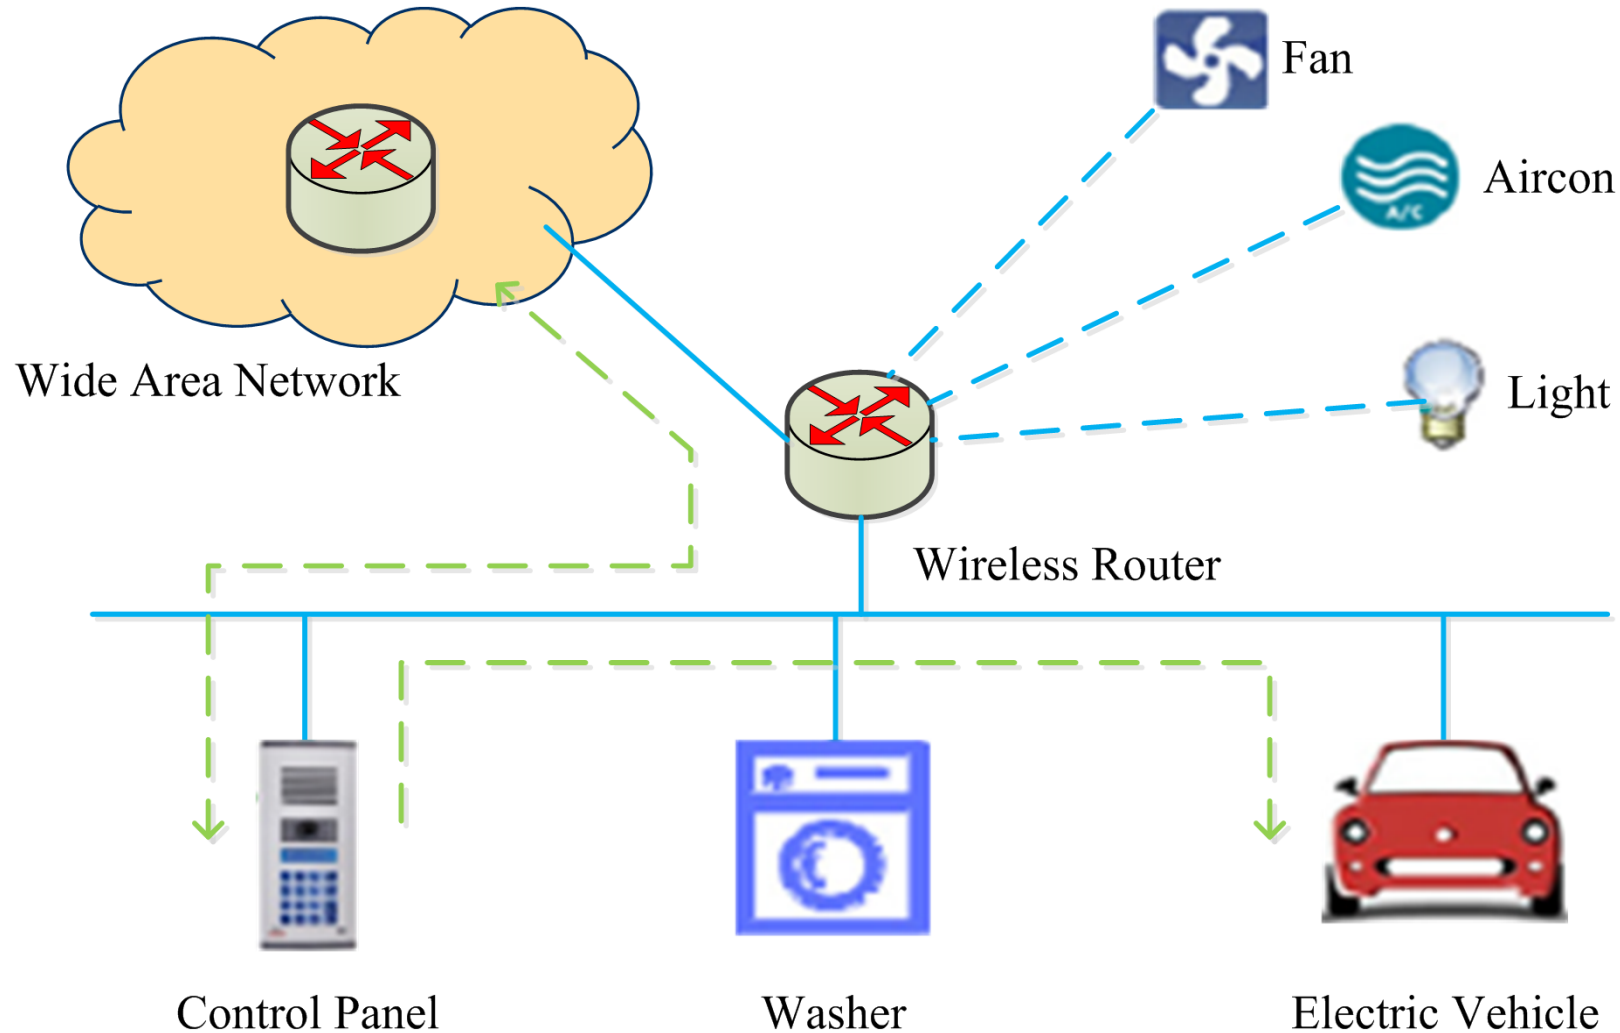 Fan
Aircon
A/C
Wide Area Network
Light
Wireless Router
Control Panel
Washer
Electric Vehicle